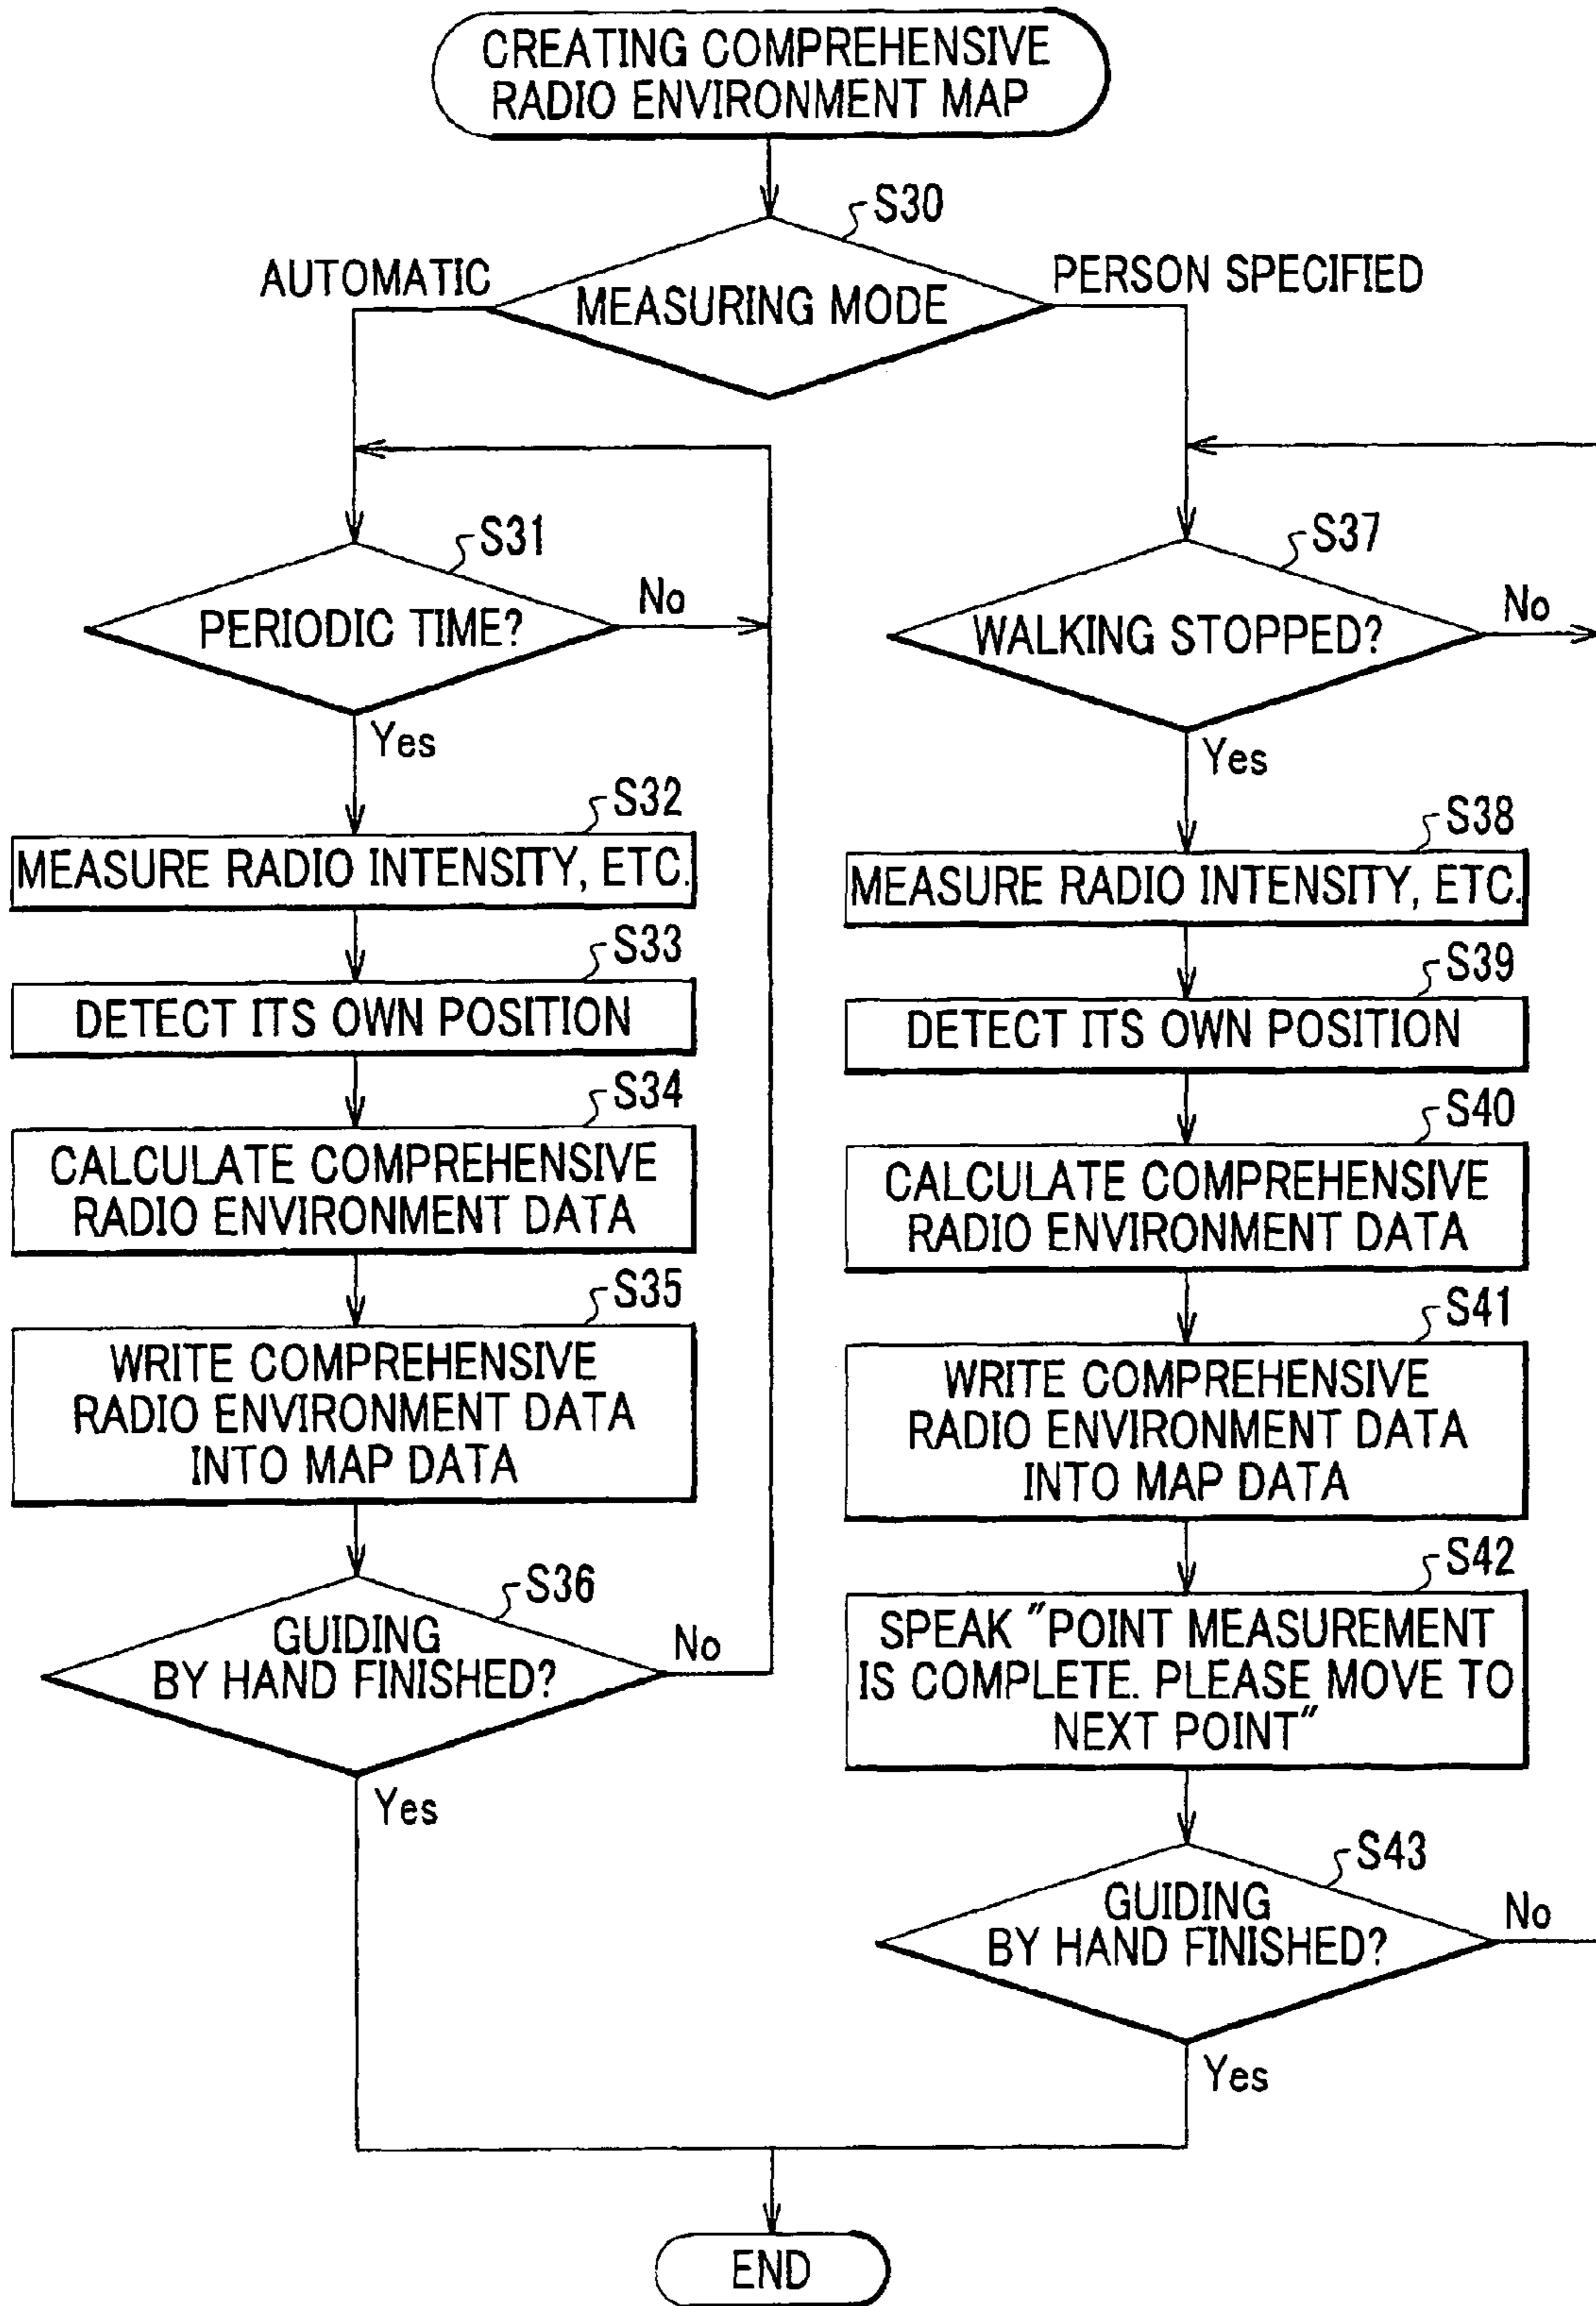 CREATING COMPREHENSIVE
RADIO ENVIRONMENT MAP
S30
AUTOMATIC
MEASURING MODE
PERSON SPECIFIED
S31
PERIODIC TIME?
No
Yes
S32
MEASURE RADIO INTENSITY, ETC.
S33
DETECT ITS OWN POSITION
S34
CALCULATE COMPREHENSIVE
RADIO ENVIRONMENT DATA
S35
WRITE COMPREHENSIVE
RADIO ENVIRONMENT DATA
INTO MAP DATA
S36
GUIDING
BY HAND FINISHED?
No
Yes
S37
WALKING STOPPED?
No
Yes
S38
MEASURE RADIO INTENSITY, ETC.
S39
DETECT ITS OWN POSITION
S40
CALCULATE COMPREHENSIVE
RADIO ENVIRONMENT DATA
S41
WRITE COMPREHENSIVE
RADIO ENVIRONMENT DATA
INTO MAP DATA
S42
SPEAK "POINT MEASUREMENT
IS COMPLETE. PLEASE MOVE TO
NEXT POINT"
S43
GUIDING
BY HAND FINISHED?
No
Yes
END